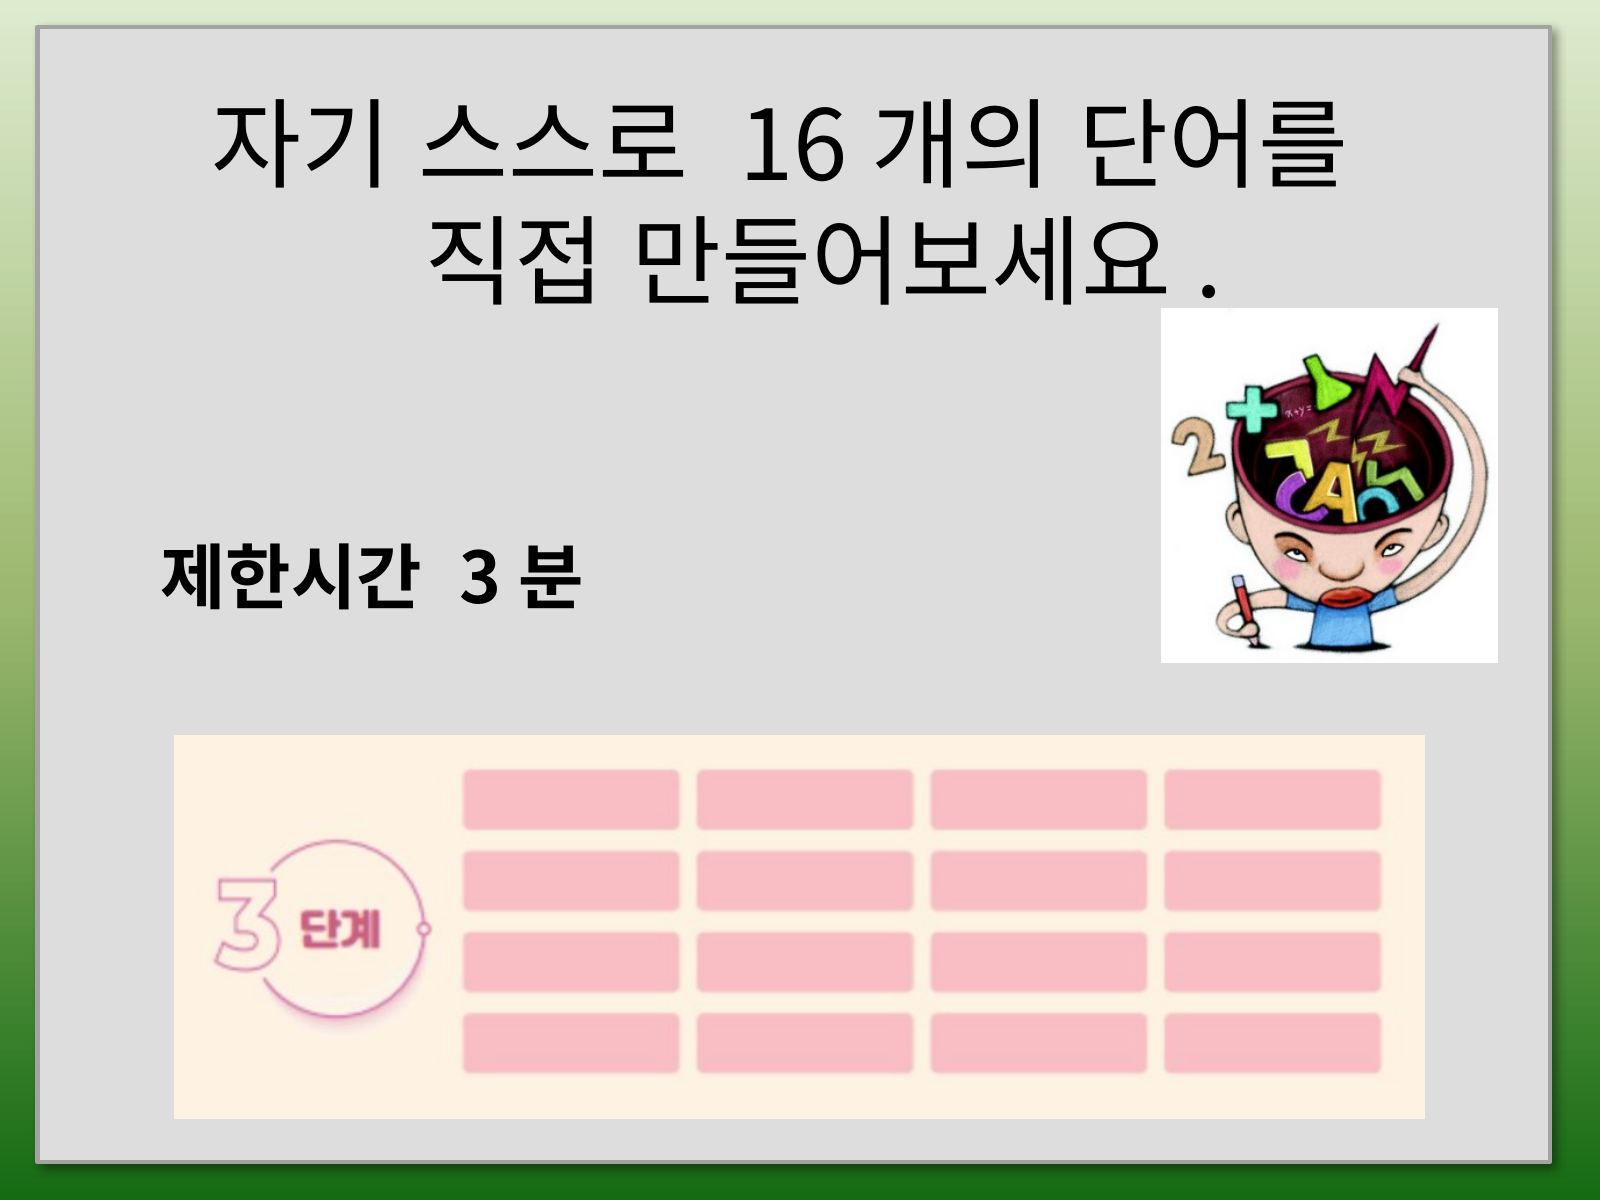 자기 스스로 16 개의 단어를
직접 만들어보세요 .
2 +
x+y=
제한시간 3 분
3 단계